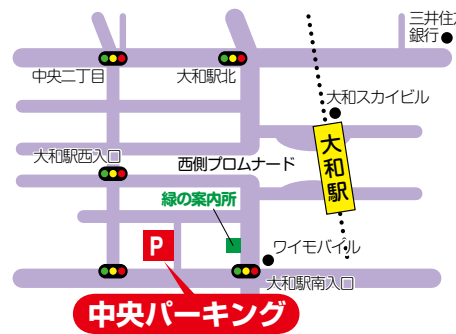 三井住友
銀行
中央二丁目
大和駅北
大和スカイビル
大和駅西入口
西側プロムナード
大和駅
緑の案内所
P
ワイモバイル
大和駅南入口
中央パーキング